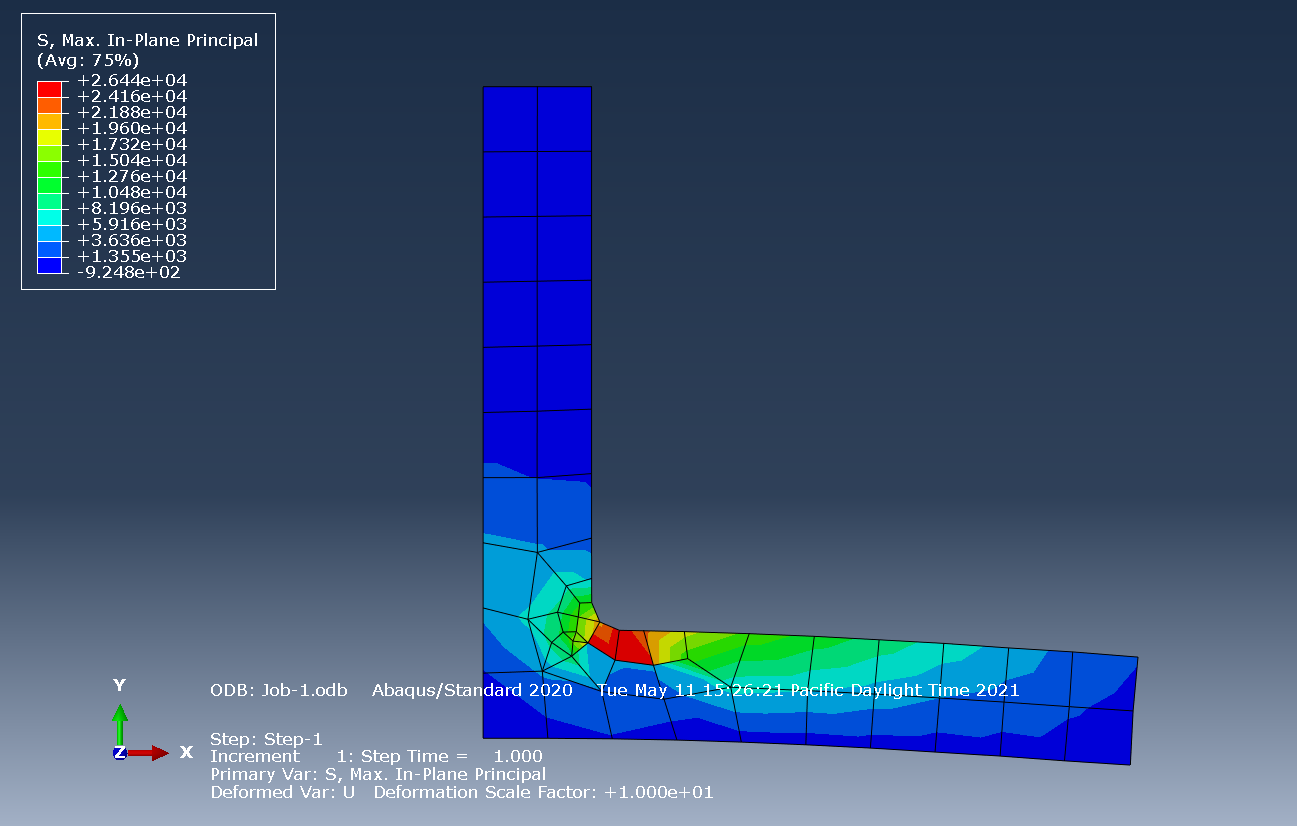 S, Max. In-Plane Principal
(Avg: 75%)
+2.644e+04
+2.416e+04
+2.188e+04
+1.960e+04
+1.732e+04
+1.504e+04
+1.276e+04
+1.048e+04
+8.196e+03
+5.916e+03
+3.636e+03
+1.355e+03
-9.248e+02
Y
Z
X
ODB: Job-1.odb Abaqus/Standard 2020 Tue May 11 15:26:21 Pacific Daylight Time 2021
Step: Step-1
Increment 1: Step Time = 1.000
Primary Var: S, Max. In-Plane Principal
Deformed Var: U Deformation Scale Factor: +1.000e+01